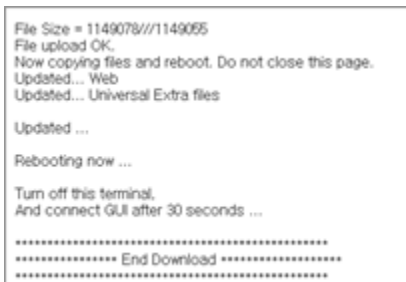 File Size = 1149078///1149055
File upload OK.
Now copying files and reboot. Do not close this page.
Updated... Web
Updated... Universal Extra files
Updated ...
Rebooting now ...
Turn off this terminal,
And connect GUI after 30 seconds ...
*************************************************
**************** End Download *******************
*************************************************